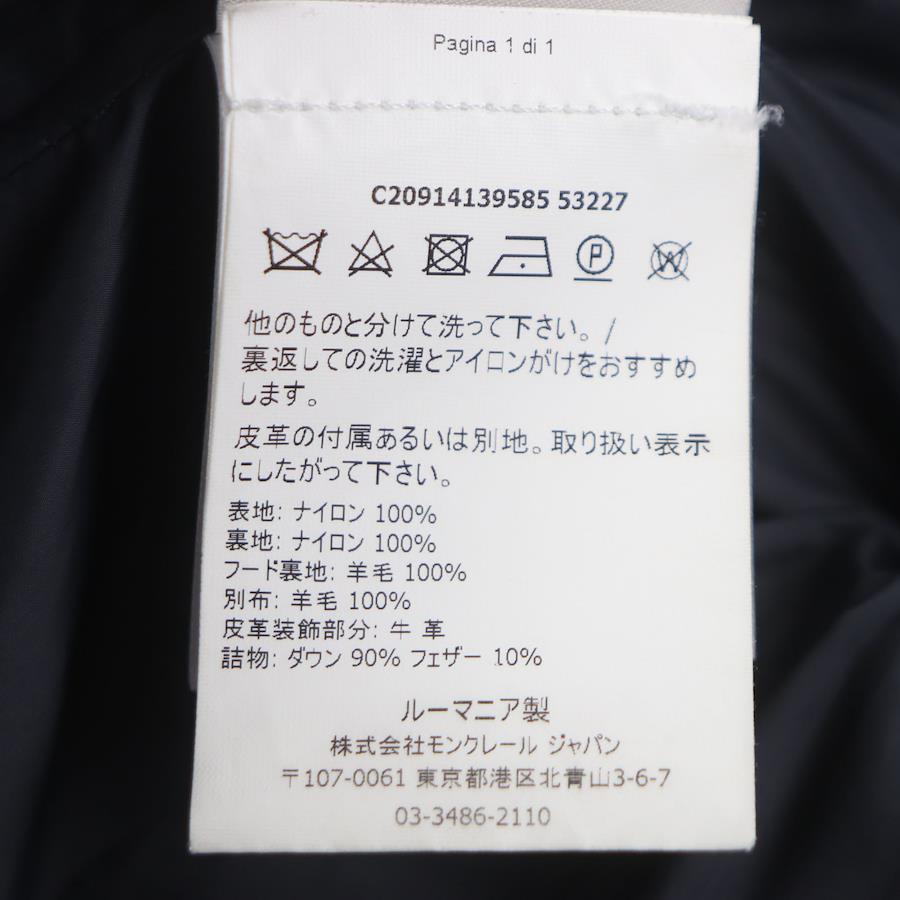 Pagina 1 di 1
C20914139585 53227
P
W
他のものと分けて洗って下さい。/
裏返しての洗濯とアイロンがけをおすすめ
します。
皮革の付属あるいは別地。取り扱い表示
にしたがって下さい。
表地: ナイロン 100%
裏地: ナイロン 100%
フード裏地: 羊毛 100%
別布: 羊毛 100%
皮革装飾部分: 牛 革
詰物: ダウン 90% フェザー 10%
ルーマニア製
株式会社モンクレール ジャパン
〒107-0061 東京都港区北青山3-6-7
03-3486-2110